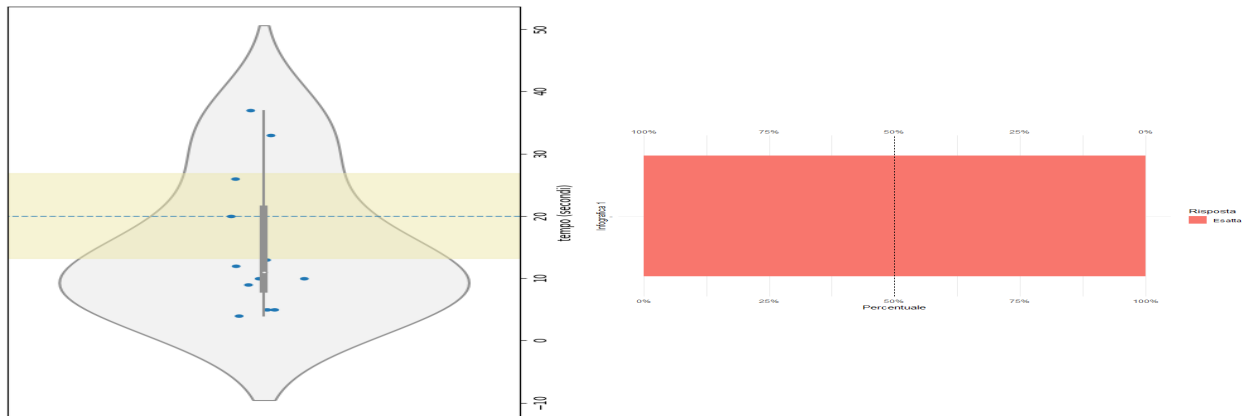 50
40
30
20
10
0
−10
tempo (secondi)
100% 75% 50% 25% 0%
Infografica 1
0% 25% 50% 75% 100%
Percentuale
Risposta
Esatta